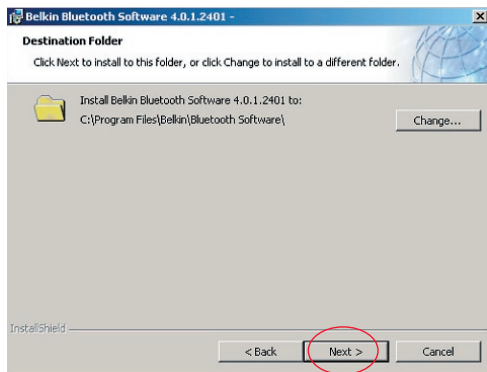 Belkin Bluetooth Software 4.0.1.2401 -
Destination Folder
Click Next to install to this folder, or click Change to install to a different folder.
Install Belkin Bluetooth Software 4.0.1.2401 to:
C:\Program Files\Belkin\Bluetooth Software\
Change...
InstallShield
< Back
Next >
Cancel